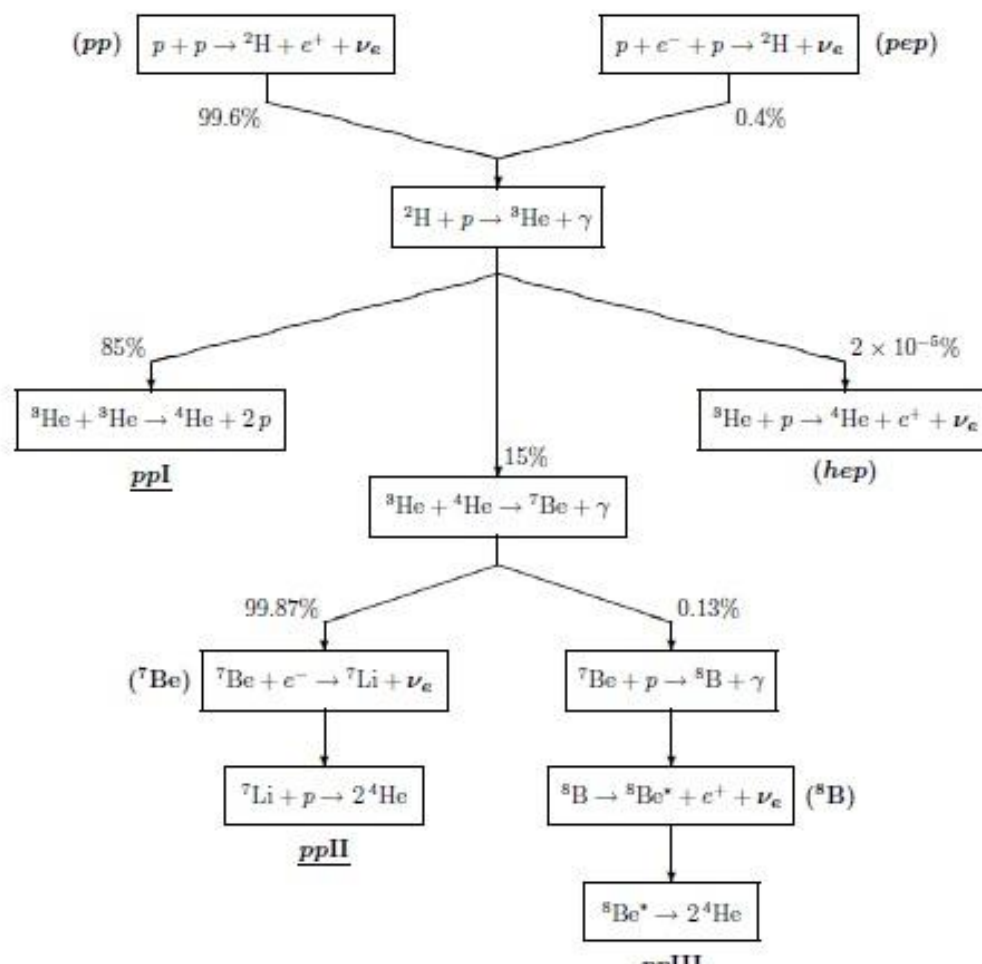 (pp) p + p → ²H + e⁺ + νₑ
p + e⁻ + p → ²H + νₑ (pep)
99.6%
0.4%
²H + p → ³He + γ
85%
2 × 10⁻⁵%
³He + ³He → ⁴He + 2 p
³He + p → ⁴He + e⁺ + νₑ
ppI
(hep)
15%
³He + ⁴He → ⁷Be + γ
99.87%
0.13%
(⁷Be) ⁷Be + e⁻ → ⁷Li + νₑ
⁷Be + p → ⁸B + γ
⁷Li + p → 2 ⁴He
⁸B → ⁸Be* + e⁺ + νₑ (⁸B)
ppII
⁸Be* → 2 ⁴He
ppIII